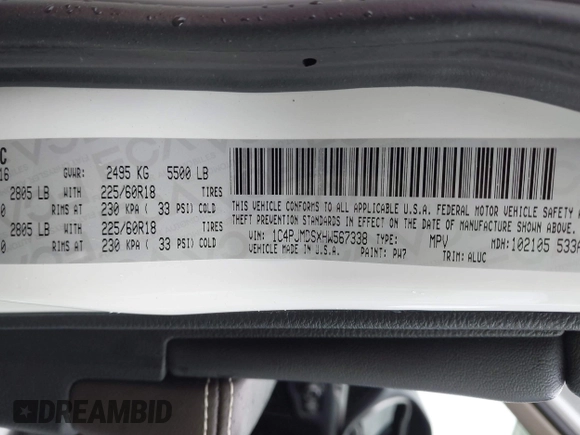 C
16 GVWR: 2495 KG 5500 LB
2805 LB WITH 225/60R18 TIRES
0 RIMS AT 230 KPA ( 33 PSI) COLD
2805 LB WITH 225/60R18 TIRES
0 RIMS AT 230 KPA ( 33 PSI) COLD
THIS VEHICLE CONFORMS TO ALL APPLICABLE U.S.A. FEDERAL MOTOR VEHICLE SAFETY
THEFT PREVENTION STANDARDS IN EFFECT ON THE DATE OF MANUFACTURE SHOWN ABOVE.
VIN: 1C4PJMDSXHW567338 TYPE: MPV MDH: 102105 533A
VEHICLE MADE IN U.S.A. PAINT: PW7 TRIM: ALUC
DREAMBID